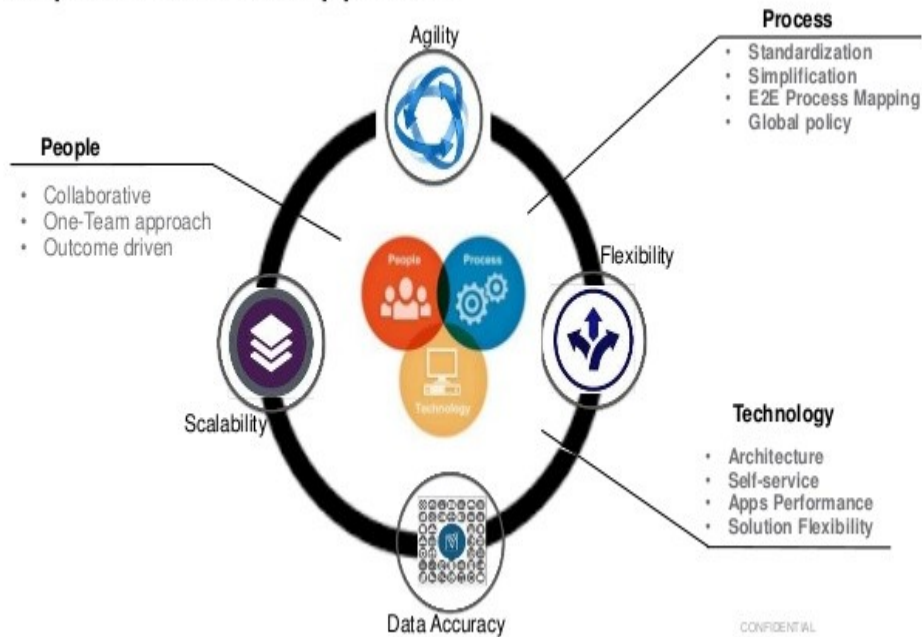 Agility
Process
• Standardization
• Simplification
• E2E Process Mapping
• Global policy
People
• Collaborative
• One-Team approach
• Outcome driven
People
Process
Technology
Flexibility
Scalability
Technology
• Architecture
• Self-service
• Apps Performance
• Solution Flexibility
Data Accuracy
CONFIDENTIAL